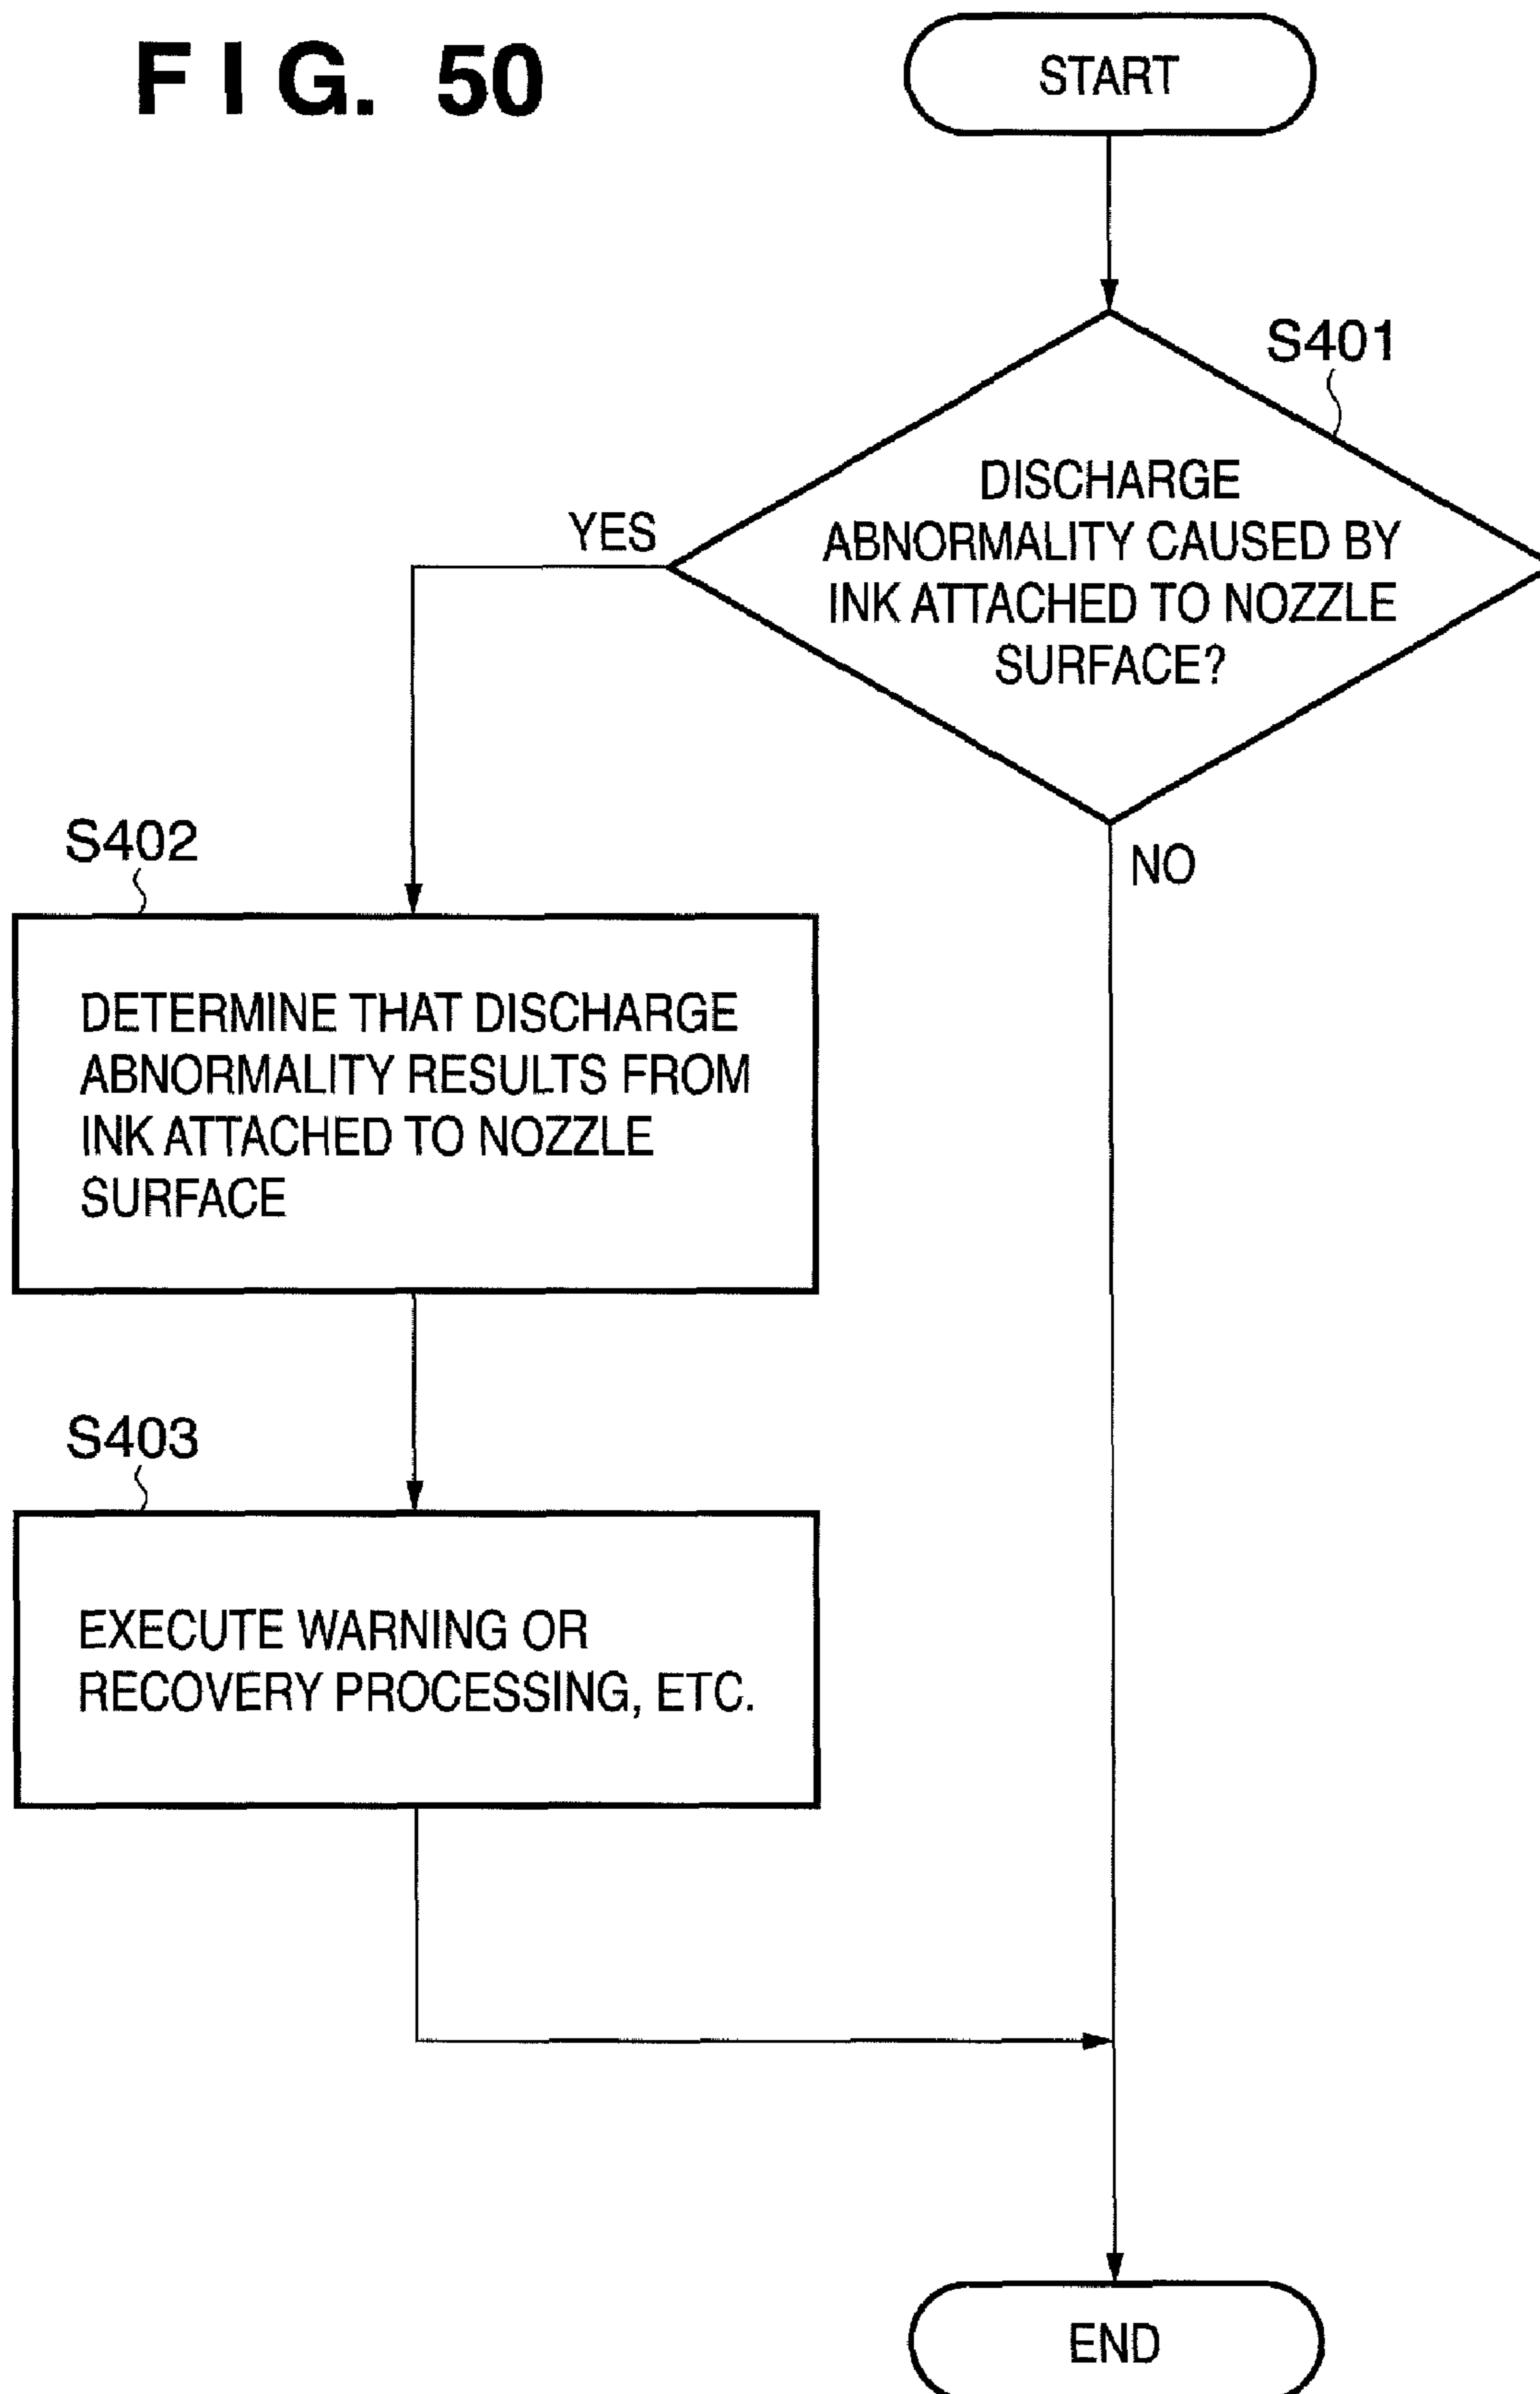 FIG. 50
START
S401
DISCHARGE
ABNORMALITY CAUSED BY
INK ATTACHED TO NOZZLE
SURFACE?
YES
NO
S402
DETERMINE THAT DISCHARGE
ABNORMALITY RESULTS FROM
INK ATTACHED TO NOZZLE
SURFACE
S403
EXECUTE WARNING OR
RECOVERY PROCESSING, ETC.
END